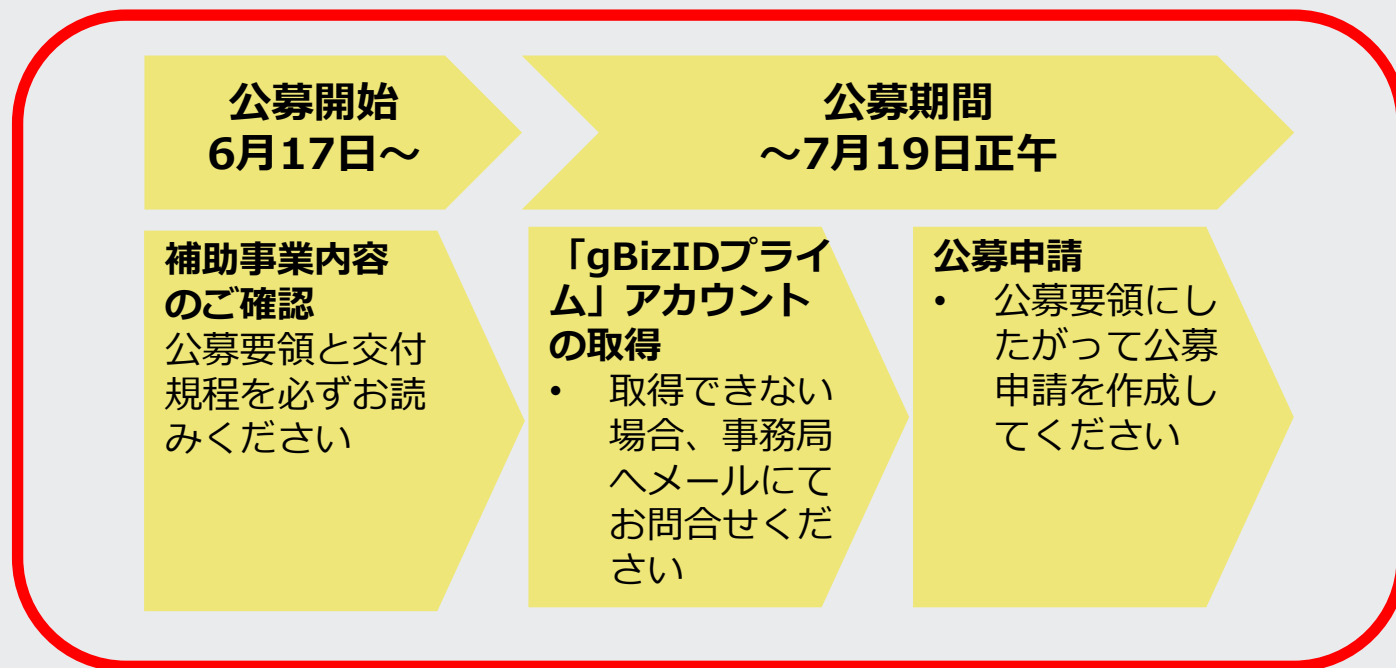 公募開始
6月17日～
公募期間
～7月19日正午
補助事業内容
のご確認
公募要領と交付
規程を必ずお読
みください
「gBizIDプライ
ム」アカウント
の取得
• 取得できない
場合、事務局
へメールにて
お問合せくだ
さい
公募申請
• 公募要領にし
たがって公募
申請を作成し
てください